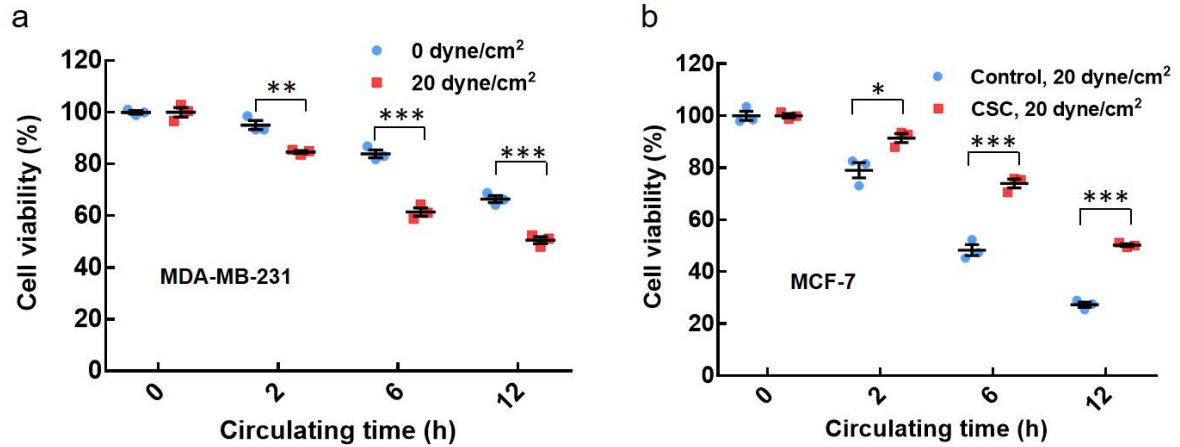 a
Cell viability (%)
120
100
80
60
40
20
0
0 dyne/cm²
20 dyne/cm²
**
***
***
MDA-MB-231
0
2
6
12
Circulating time (h)
b
Cell viability (%)
120
100
80
60
40
20
0
Control, 20 dyne/cm²
CSC, 20 dyne/cm²
*
***
***
MCF-7
0
2
6
12
Circulating time (h)